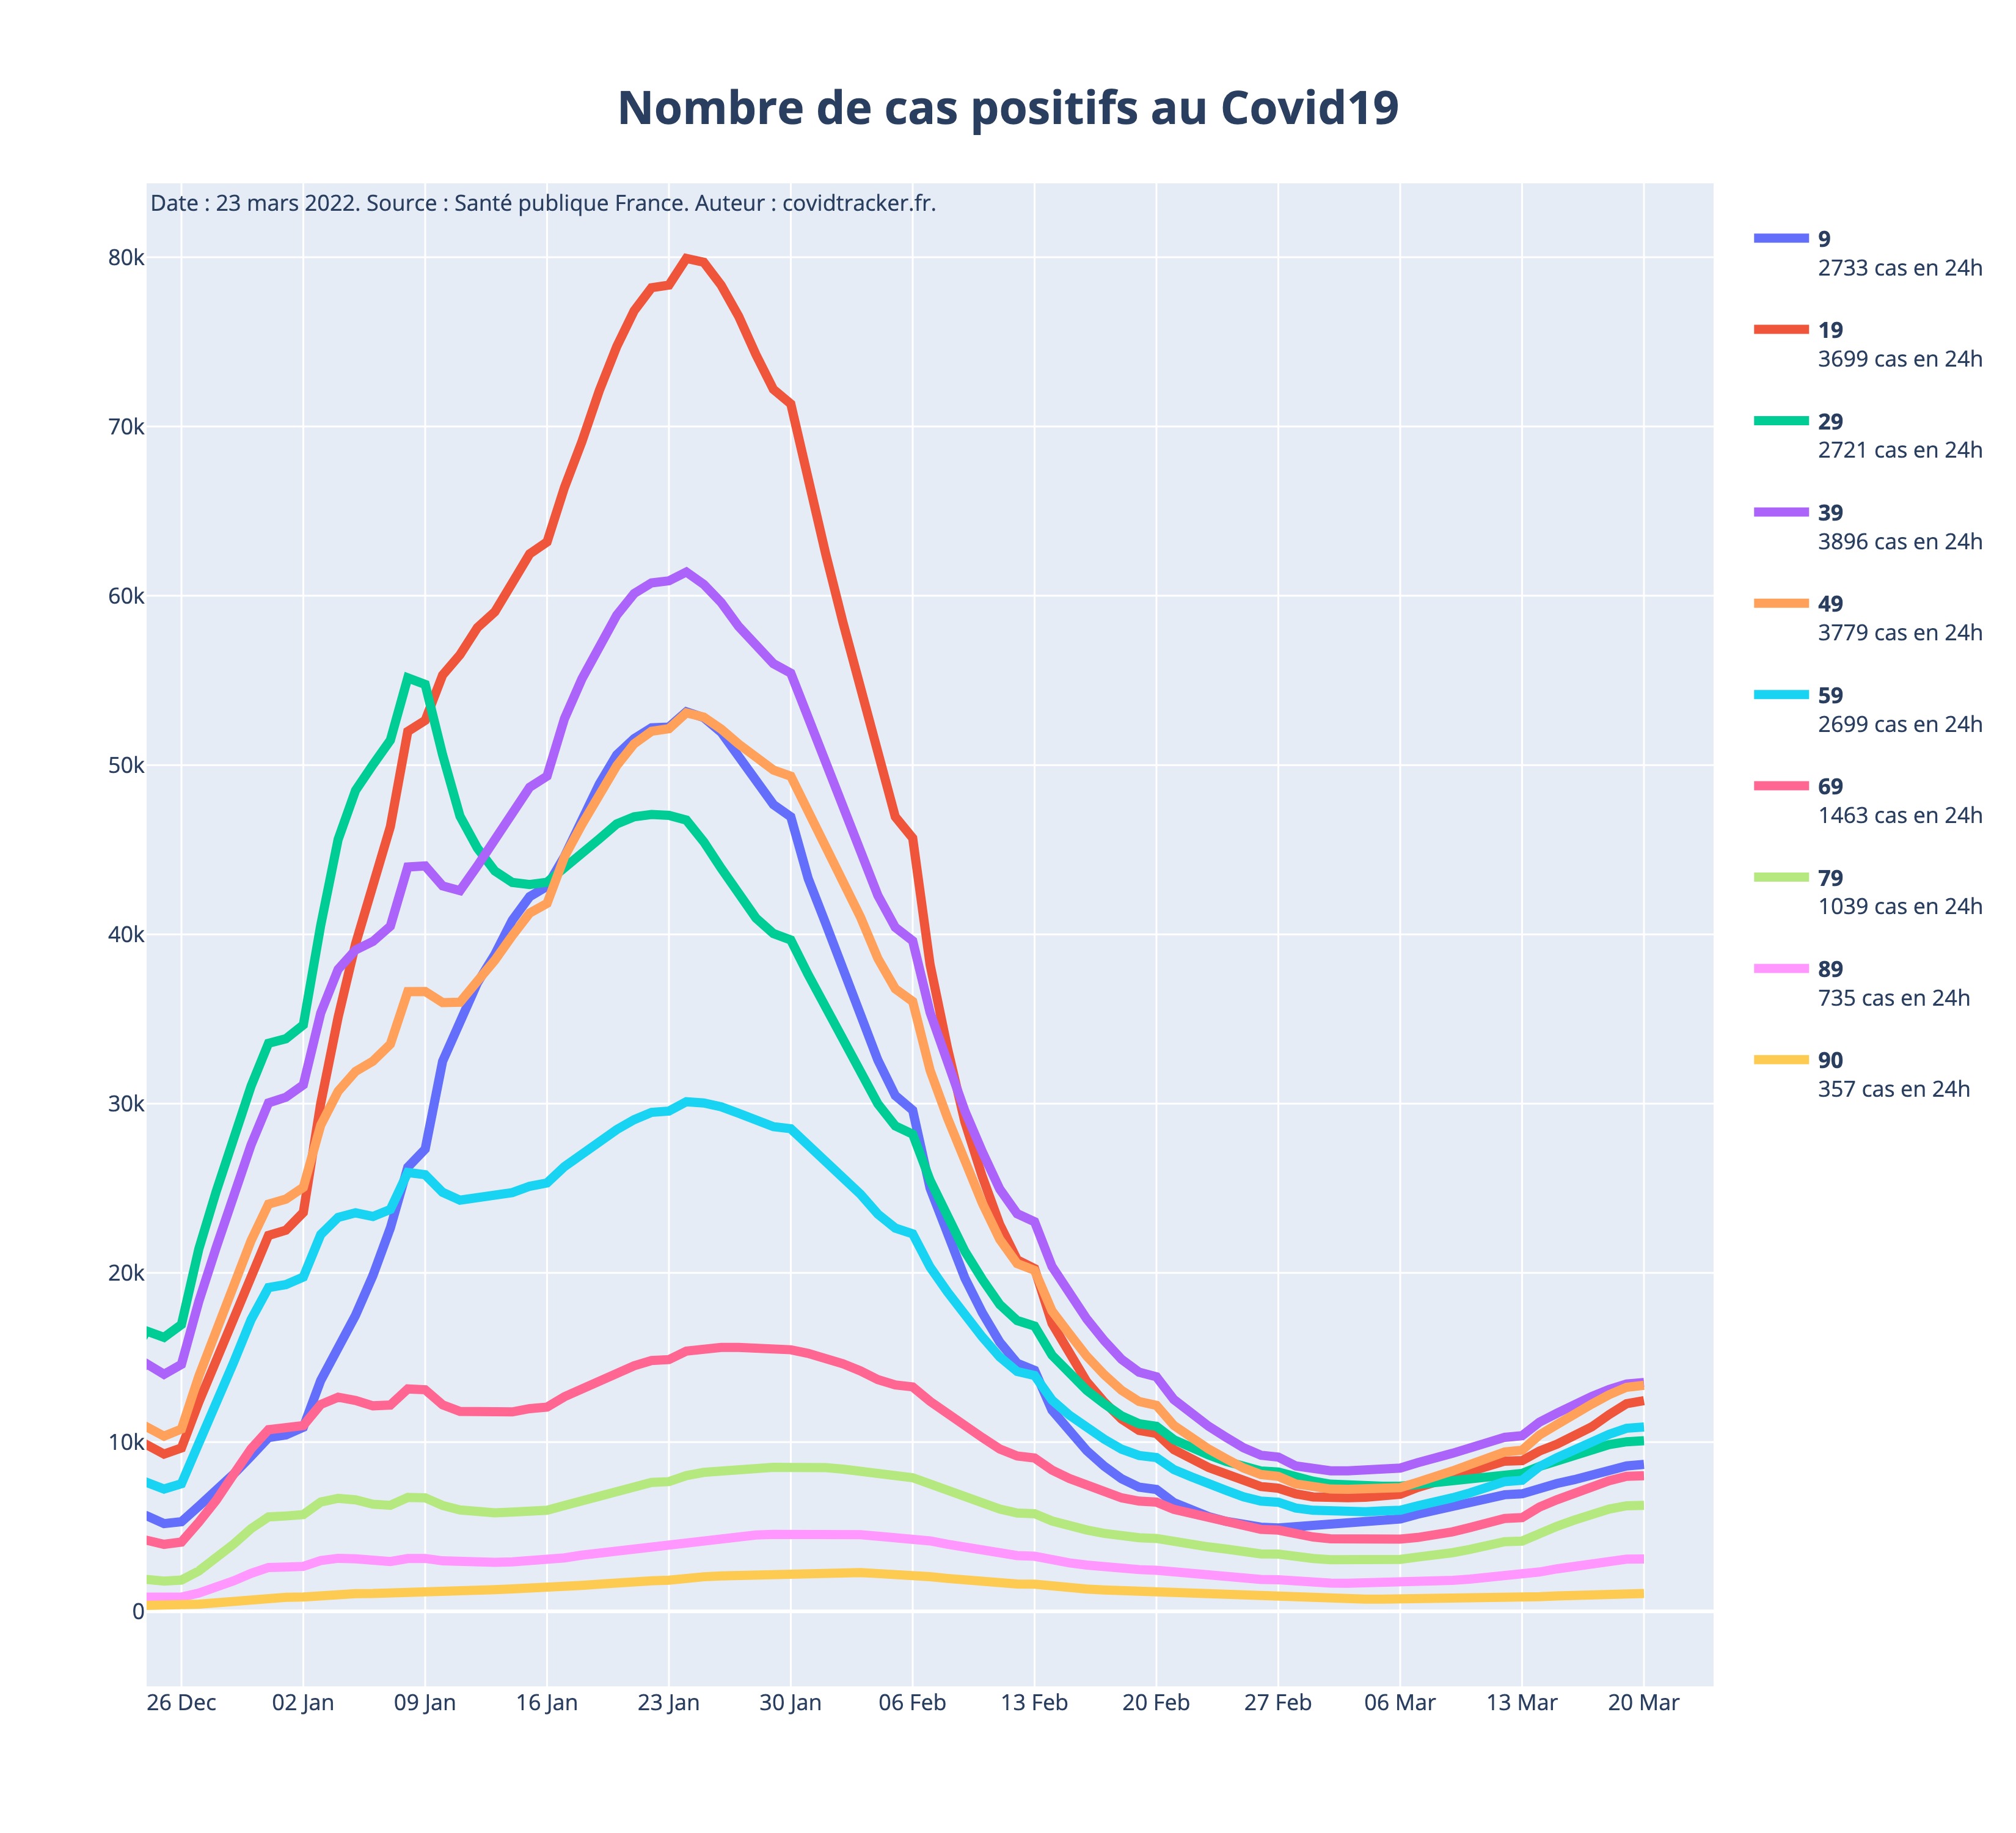 Nombre de cas positifs au Covid19
Date : 23 mars 2022. Source : Santé publique France. Auteur : covidtracker.fr.
80k
70k
60k
50k
40k
30k
20k
10k
0
26 Dec
02 Jan
09 Jan
16 Jan
23 Jan
30 Jan
06 Feb
13 Feb
20 Feb
27 Feb
06 Mar
13 Mar
20 Mar
9
2733 cas en 24h
19
3699 cas en 24h
29
2721 cas en 24h
39
3896 cas en 24h
49
3779 cas en 24h
59
2699 cas en 24h
69
1463 cas en 24h
79
1039 cas en 24h
89
735 cas en 24h
90
357 cas en 24h